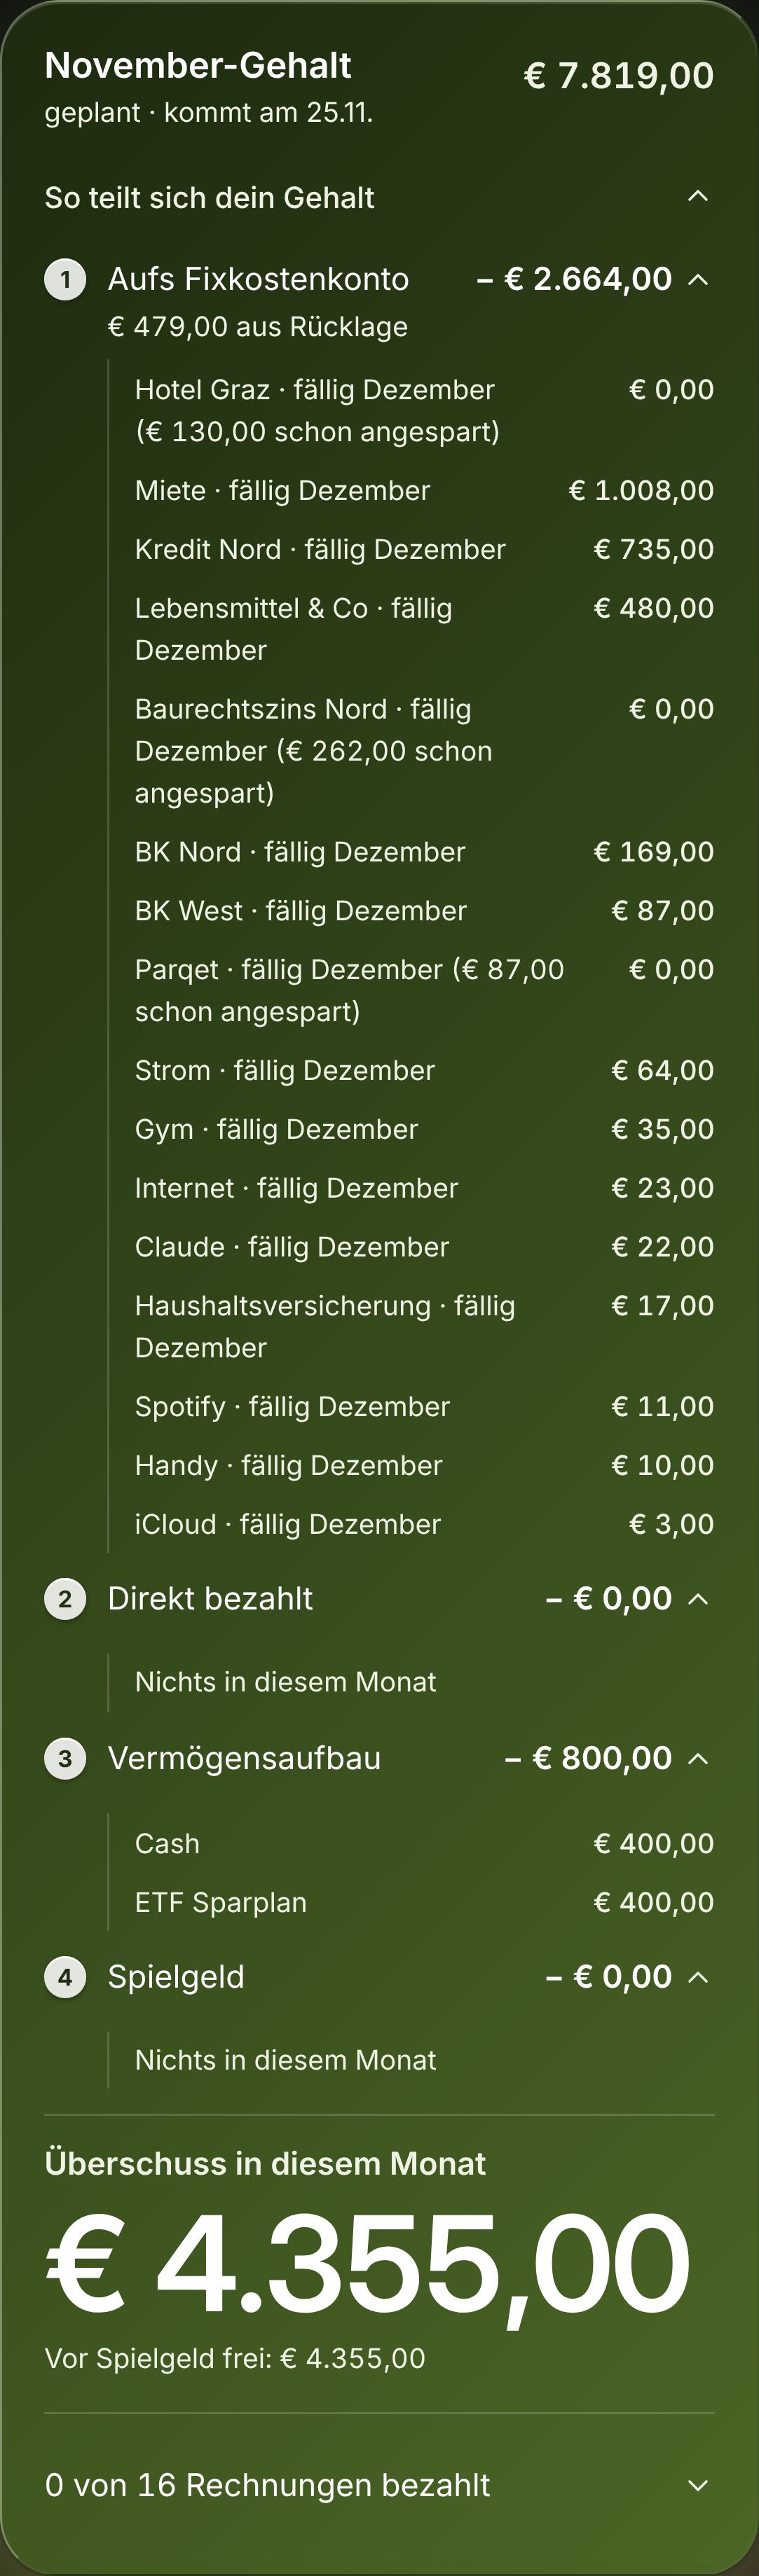 November-Gehalt
€ 7.819,00
geplant · kommt am 25.11.
So teilt sich dein Gehalt
1 Aufs Fixkostenkonto – € 2.664,00
€ 479,00 aus Rücklage
Hotel Graz · fällig Dezember € 0,00
(€ 130,00 schon angespart)
Miete · fällig Dezember € 1.008,00
Kredit Nord · fällig Dezember € 735,00
Lebensmittel & Co · fällig € 480,00
Dezember
Baurechtszins Nord · fällig € 0,00
Dezember (€ 262,00 schon
angespart)
BK Nord · fällig Dezember € 169,00
BK West · fällig Dezember € 87,00
Parqet · fällig Dezember (€ 87,00 € 0,00
schon angespart)
Strom · fällig Dezember € 64,00
Gym · fällig Dezember € 35,00
Internet · fällig Dezember € 23,00
Claude · fällig Dezember € 22,00
Haushaltsversicherung · fällig € 17,00
Dezember
Spotify · fällig Dezember € 11,00
Handy · fällig Dezember € 10,00
iCloud · fällig Dezember € 3,00
2 Direkt bezahlt – € 0,00
Nichts in diesem Monat
3 Vermögensaufbau – € 800,00
Cash € 400,00
ETF Sparplan € 400,00
4 Spielgeld – € 0,00
Nichts in diesem Monat
Überschuss in diesem Monat
€ 4.355,00
Vor Spielgeld frei: € 4.355,00
0 von 16 Rechnungen bezahlt